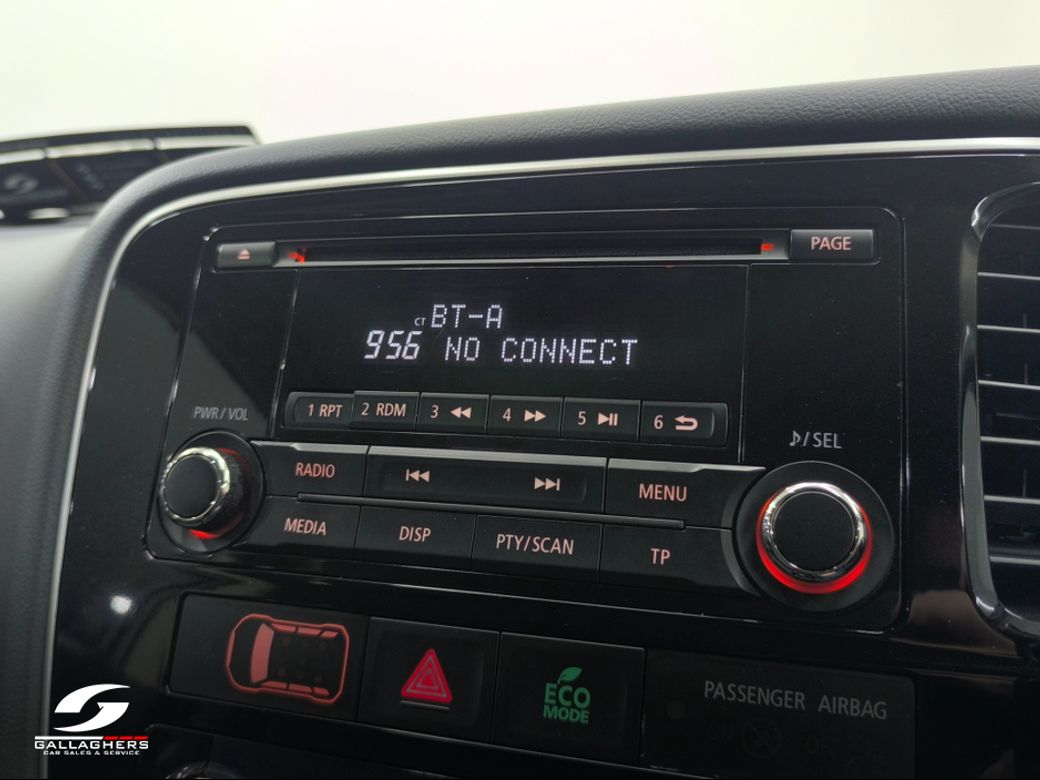 PAGE
CT BT-A
956 NO CONNECT
PWR/VOL
1 RPT 2 RDM 3 4 5 6
♪/SEL
RADIO MENU
MEDIA DISP PTY/SCAN TP
ECO
MODE
PASSENGER AIRBAG
GALLAGHERS
CAR SALES & SERVICE